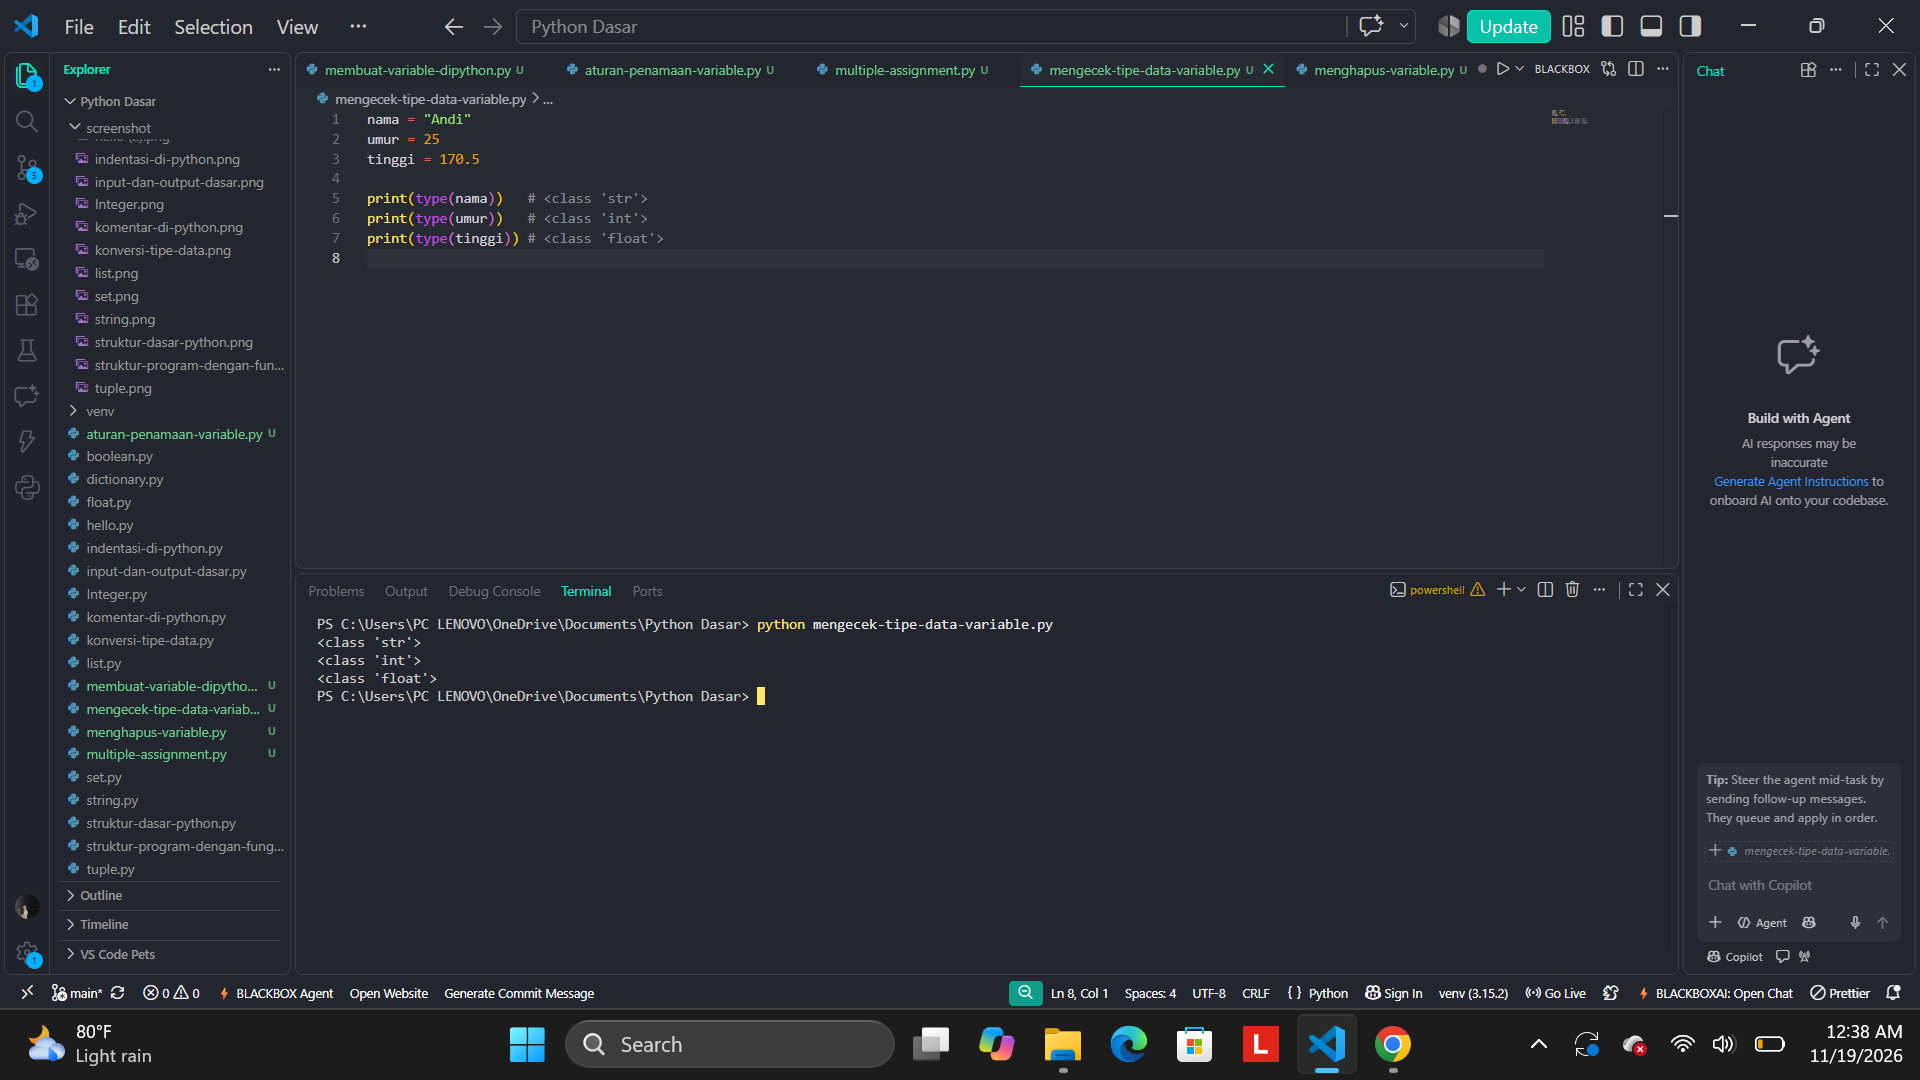 File Edit Selection View ···
Python Dasar
Update
Explorer
Python Dasar
screenshot
indentasi-di-python.png
input-dan-output-dasar.png
Integer.png
komentar-di-python.png
konversi-tipe-data.png
list.png
set.png
string.png
struktur-dasar-python.png
struktur-program-dengan-fun...
tuple.png
venv
aturan-penamaan-variable.py U
boolean.py
dictionary.py
float.py
hello.py
indentasi-di-python.py
input-dan-output-dasar.py
Integer.py
komentar-di-python.py
konversi-tipe-data.py
list.py
membuat-variable-dipytho... U
mengecek-tipe-data-variab... U
menghapus-variable.py U
multiple-assignment.py U
set.py
string.py
struktur-dasar-python.py
struktur-program-dengan-fung...
tuple.py
Outline
Timeline
VS Code Pets
1
5
1
membuat-variable-dipython.py U
aturan-penamaan-variable.py U
multiple-assignment.py U
mengecek-tipe-data-variable.py U
menghapus-variable.py U
BLACKBOX
mengecek-tipe-data-variable.py > ...
1 nama = "Andi"
2 umur = 25
3 tinggi = 170.5
4
5 print(type(nama)) # <class 'str'>
6 print(type(umur)) # <class 'int'>
7 print(type(tinggi)) # <class 'float'>
8
Problems Output Debug Console Terminal Ports
powershell
PS C:\Users\PC LENOVO\OneDrive\Documents\Python Dasar> python mengecek-tipe-data-variable.py
<class 'str'>
<class 'int'>
<class 'float'>
PS C:\Users\PC LENOVO\OneDrive\Documents\Python Dasar>
Chat
Build with Agent
AI responses may be
inaccurate
Generate Agent Instructions to
onboard AI onto your codebase.
Tip: Steer the agent mid-task by
sending follow-up messages.
They queue and apply in order.
mengecek-tipe-data-variable.
Chat with Copilot
Agent
Copilot
main* 0 0 BLACKBOX Agent Open Website Generate Commit Message
Ln 8, Col 1 Spaces: 4 UTF-8 CRLF { } Python Sign In venv (3.15.2) Go Live BLACKBOXAI: Open Chat Prettier
80°F
Light rain
Search
L
12:38 AM
11/19/2026